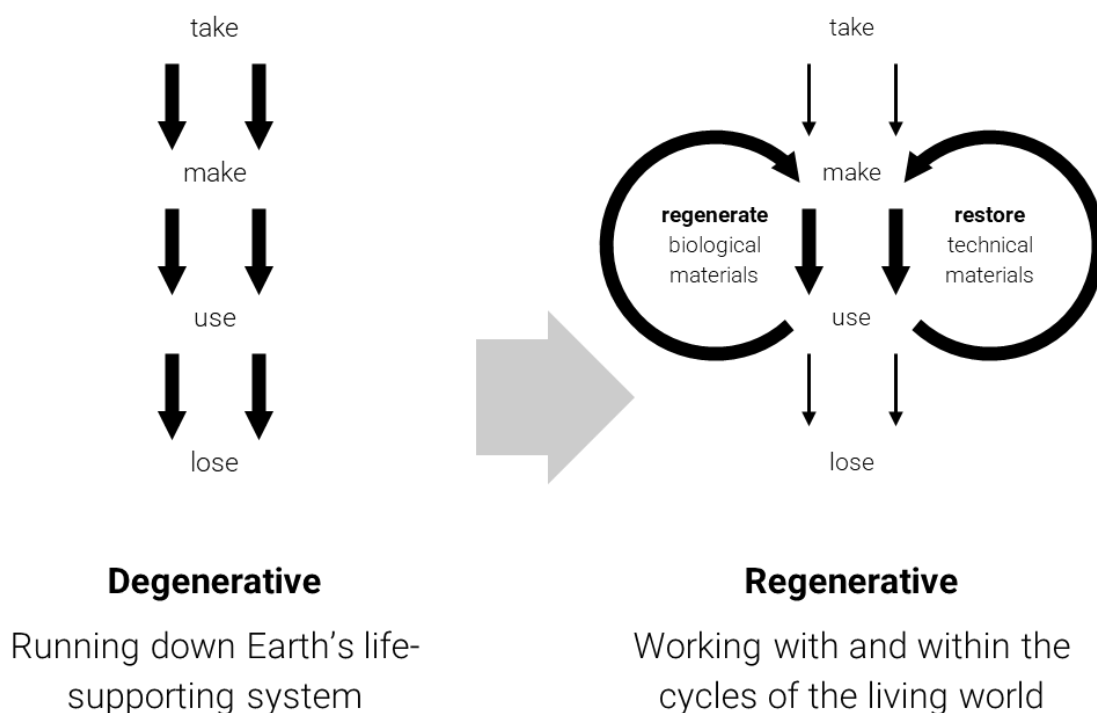 take
make
use
lose
Degenerative
Running down Earth’s life-
supporting system
take
make
regenerate
biological
materials
restore
technical
materials
use
lose
Regenerative
Working with and within the
cycles of the living world